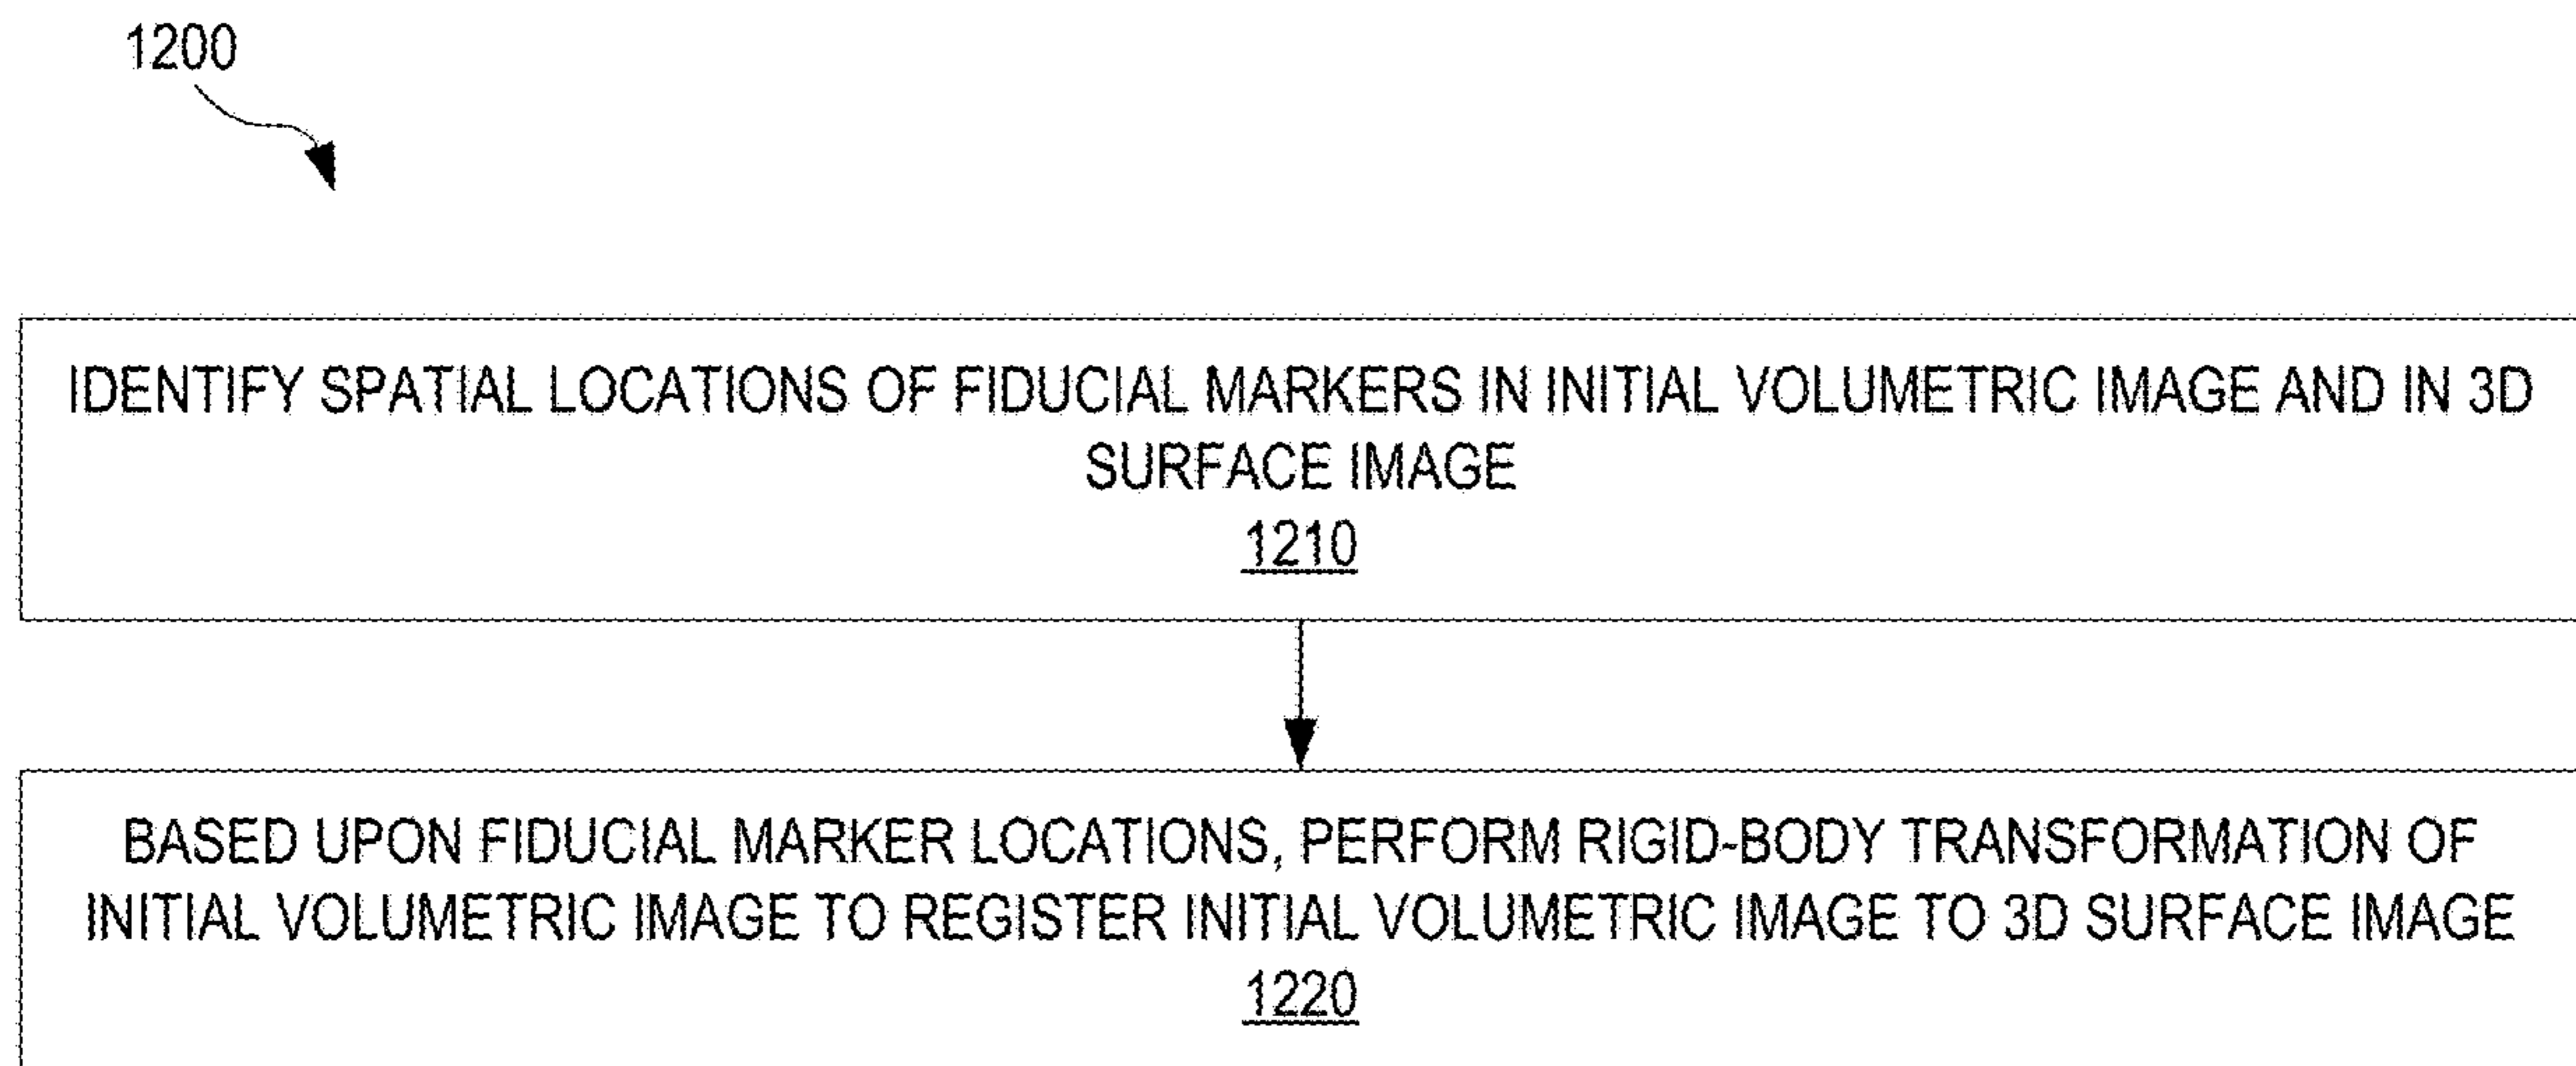 1200
IDENTIFY SPATIAL LOCATIONS OF FIDUCIAL MARKERS IN INITIAL VOLUMETRIC IMAGE AND IN 3D
SURFACE IMAGE
1210
BASED UPON FIDUCIAL MARKER LOCATIONS, PERFORM RIGID-BODY TRANSFORMATION OF
INITIAL VOLUMETRIC IMAGE TO REGISTER INITIAL VOLUMETRIC IMAGE TO 3D SURFACE IMAGE
1220